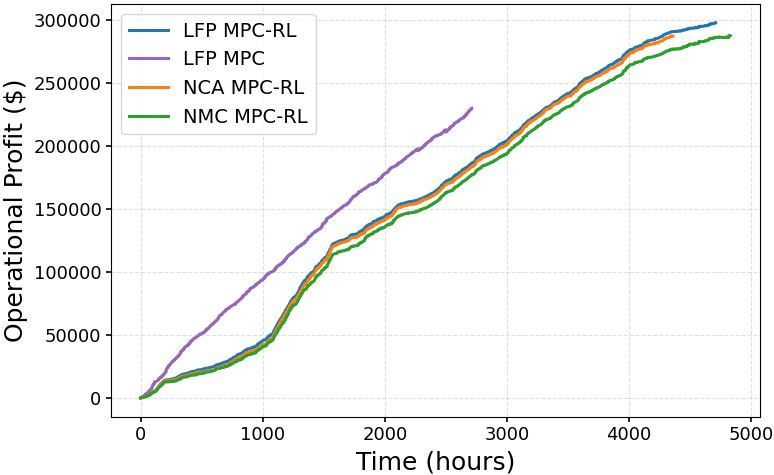 LFP MPC-RL
LFP MPC
NCA MPC-RL
NMC MPC-RL
Operational Profit ($)
300000
250000
200000
150000
100000
50000
0
0 1000 2000 3000 4000 5000
Time (hours)